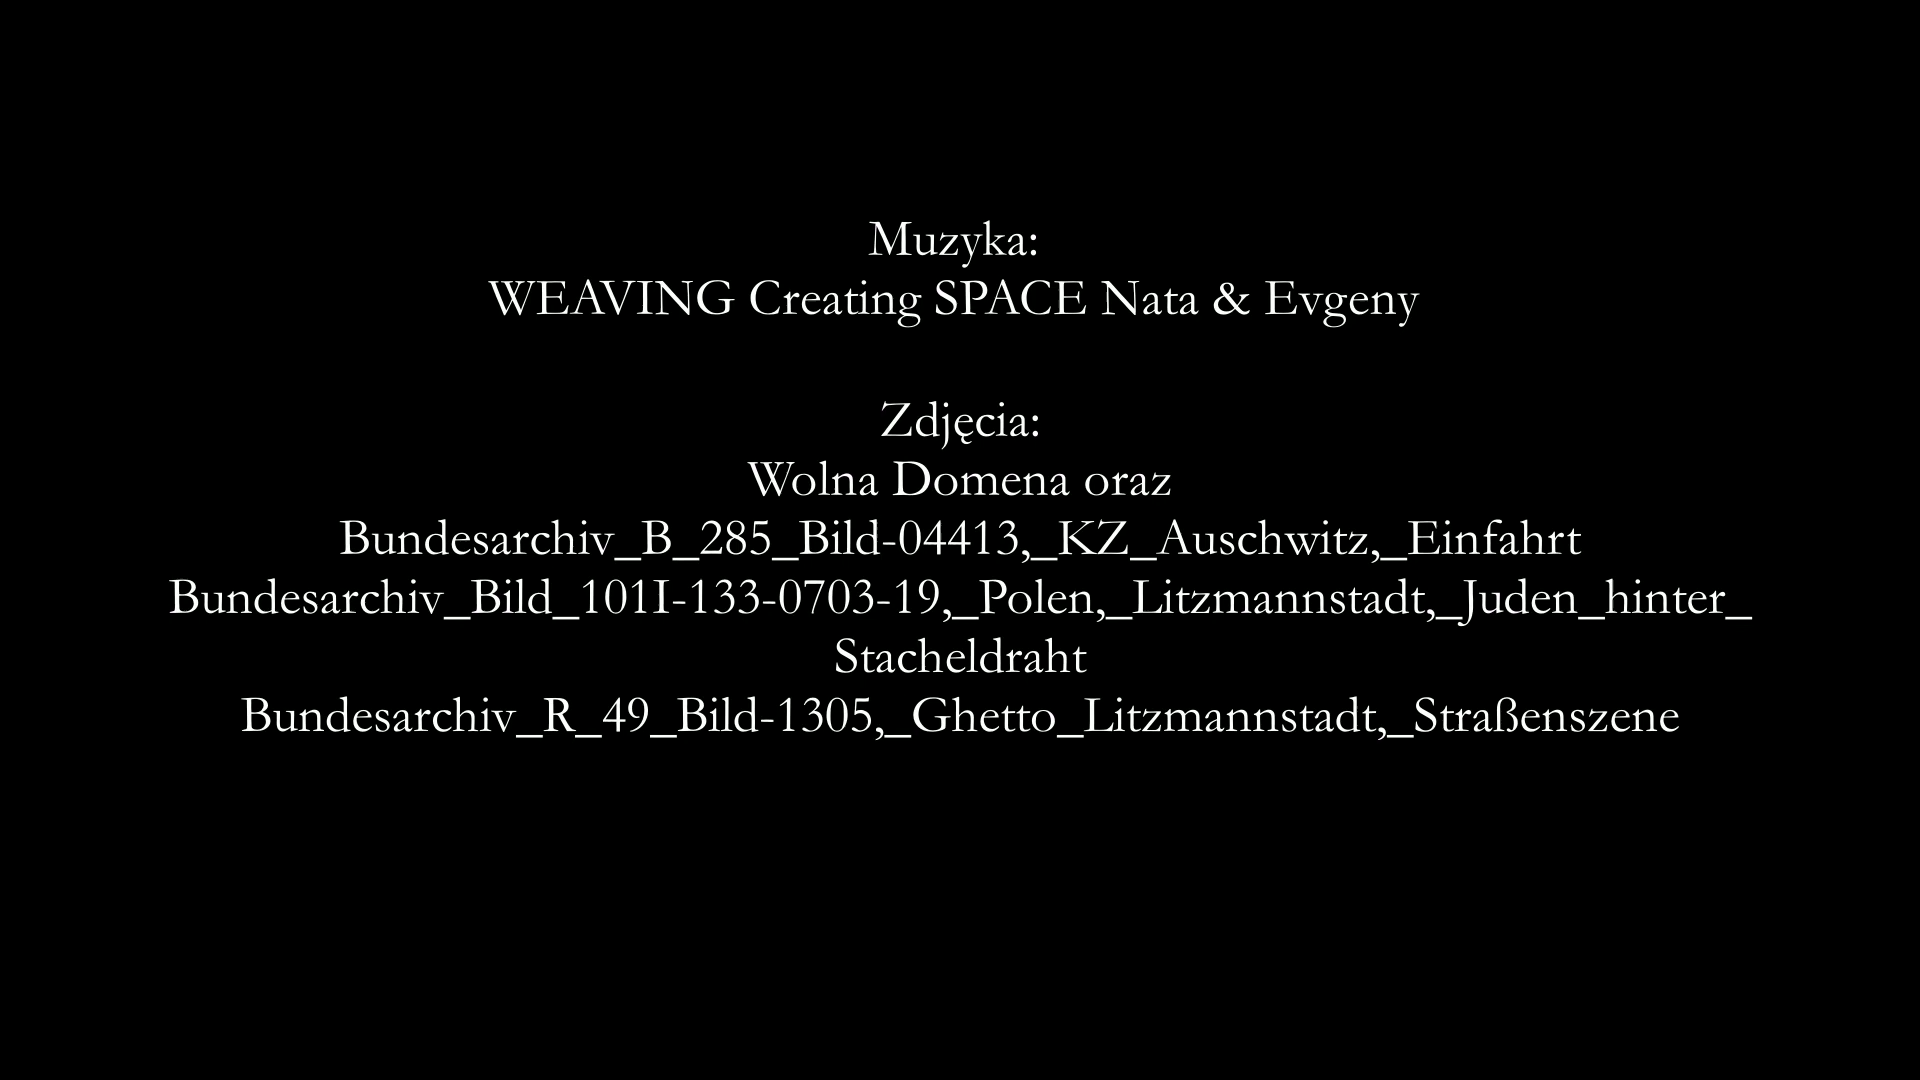 Muzyka:
WEAVING Creating SPACE Nata & Evgeny
Zdjęcia:
Wolna Domena oraz
Bundesarchiv_B_285_Bild-04413,_KZ_Auschwitz,_Einfahrt
Bundesarchiv_Bild_101I-133-0703-19,_Polen,_Litzmannstadt,_Juden_hinter_
Stacheldraht
Bundesarchiv_R_49_Bild-1305,_Ghetto_Litzmannstadt,_Straßenszene